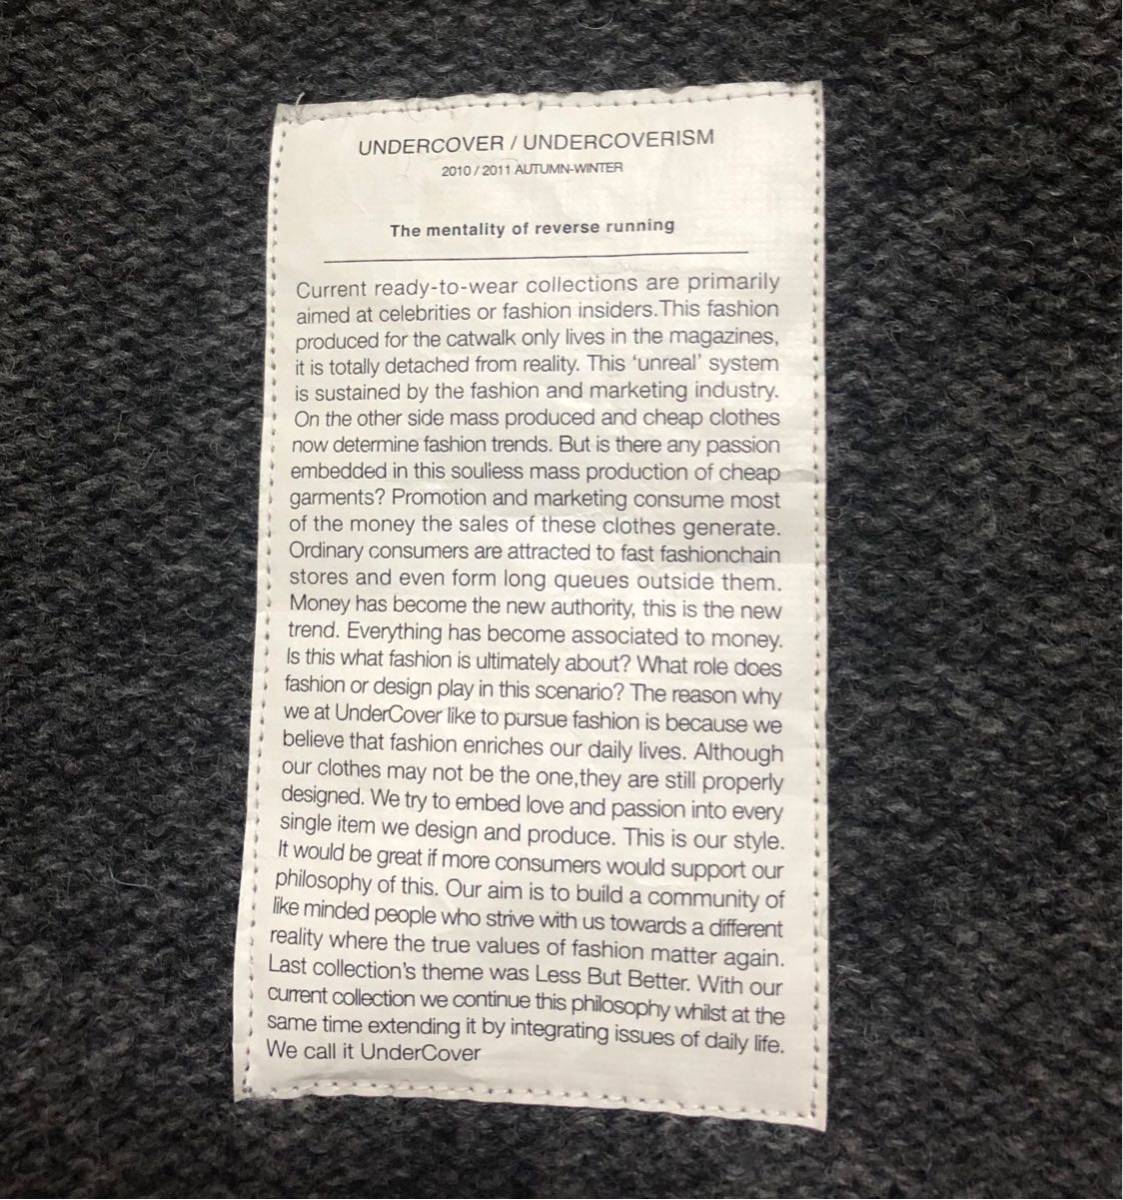 UNDERCOVER / UNDERCOVERISM
2010 / 2011 AUTUMN-WINTER
The mentality of reverse running
Current ready-to-wear collections are primarily
aimed at celebrities or fashion insiders.This fashion
produced for the catwalk only lives in the magazines,
it is totally detached from reality. This ‘unreal’ system
is sustained by the fashion and marketing industry.
On the other side mass produced and cheap clothes
now determine fashion trends. But is there any passion
embedded in this souliess mass production of cheap
garments? Promotion and marketing consume most
of the money the sales of these clothes generate.
Ordinary consumers are attracted to fast fashionchain
stores and even form long queues outside them.
Money has become the new authority, this is the new
trend. Everything has become associated to money.
Is this what fashion is ultimately about? What role does
fashion or design play in this scenario? The reason why
we at UnderCover like to pursue fashion is because we
believe that fashion enriches our daily lives. Although
our clothes may not be the one,they are still properly
designed. We try to embed love and passion into every
single item we design and produce. This is our style.
It would be great if more consumers would support our
philosophy of this. Our aim is to build a community of
like minded people who strive with us towards a different
reality where the true values of fashion matter again.
Last collection’s theme was Less But Better. With our
current collection we continue this philosophy whilst at the
same time extending it by integrating issues of daily life.
We call it UnderCover